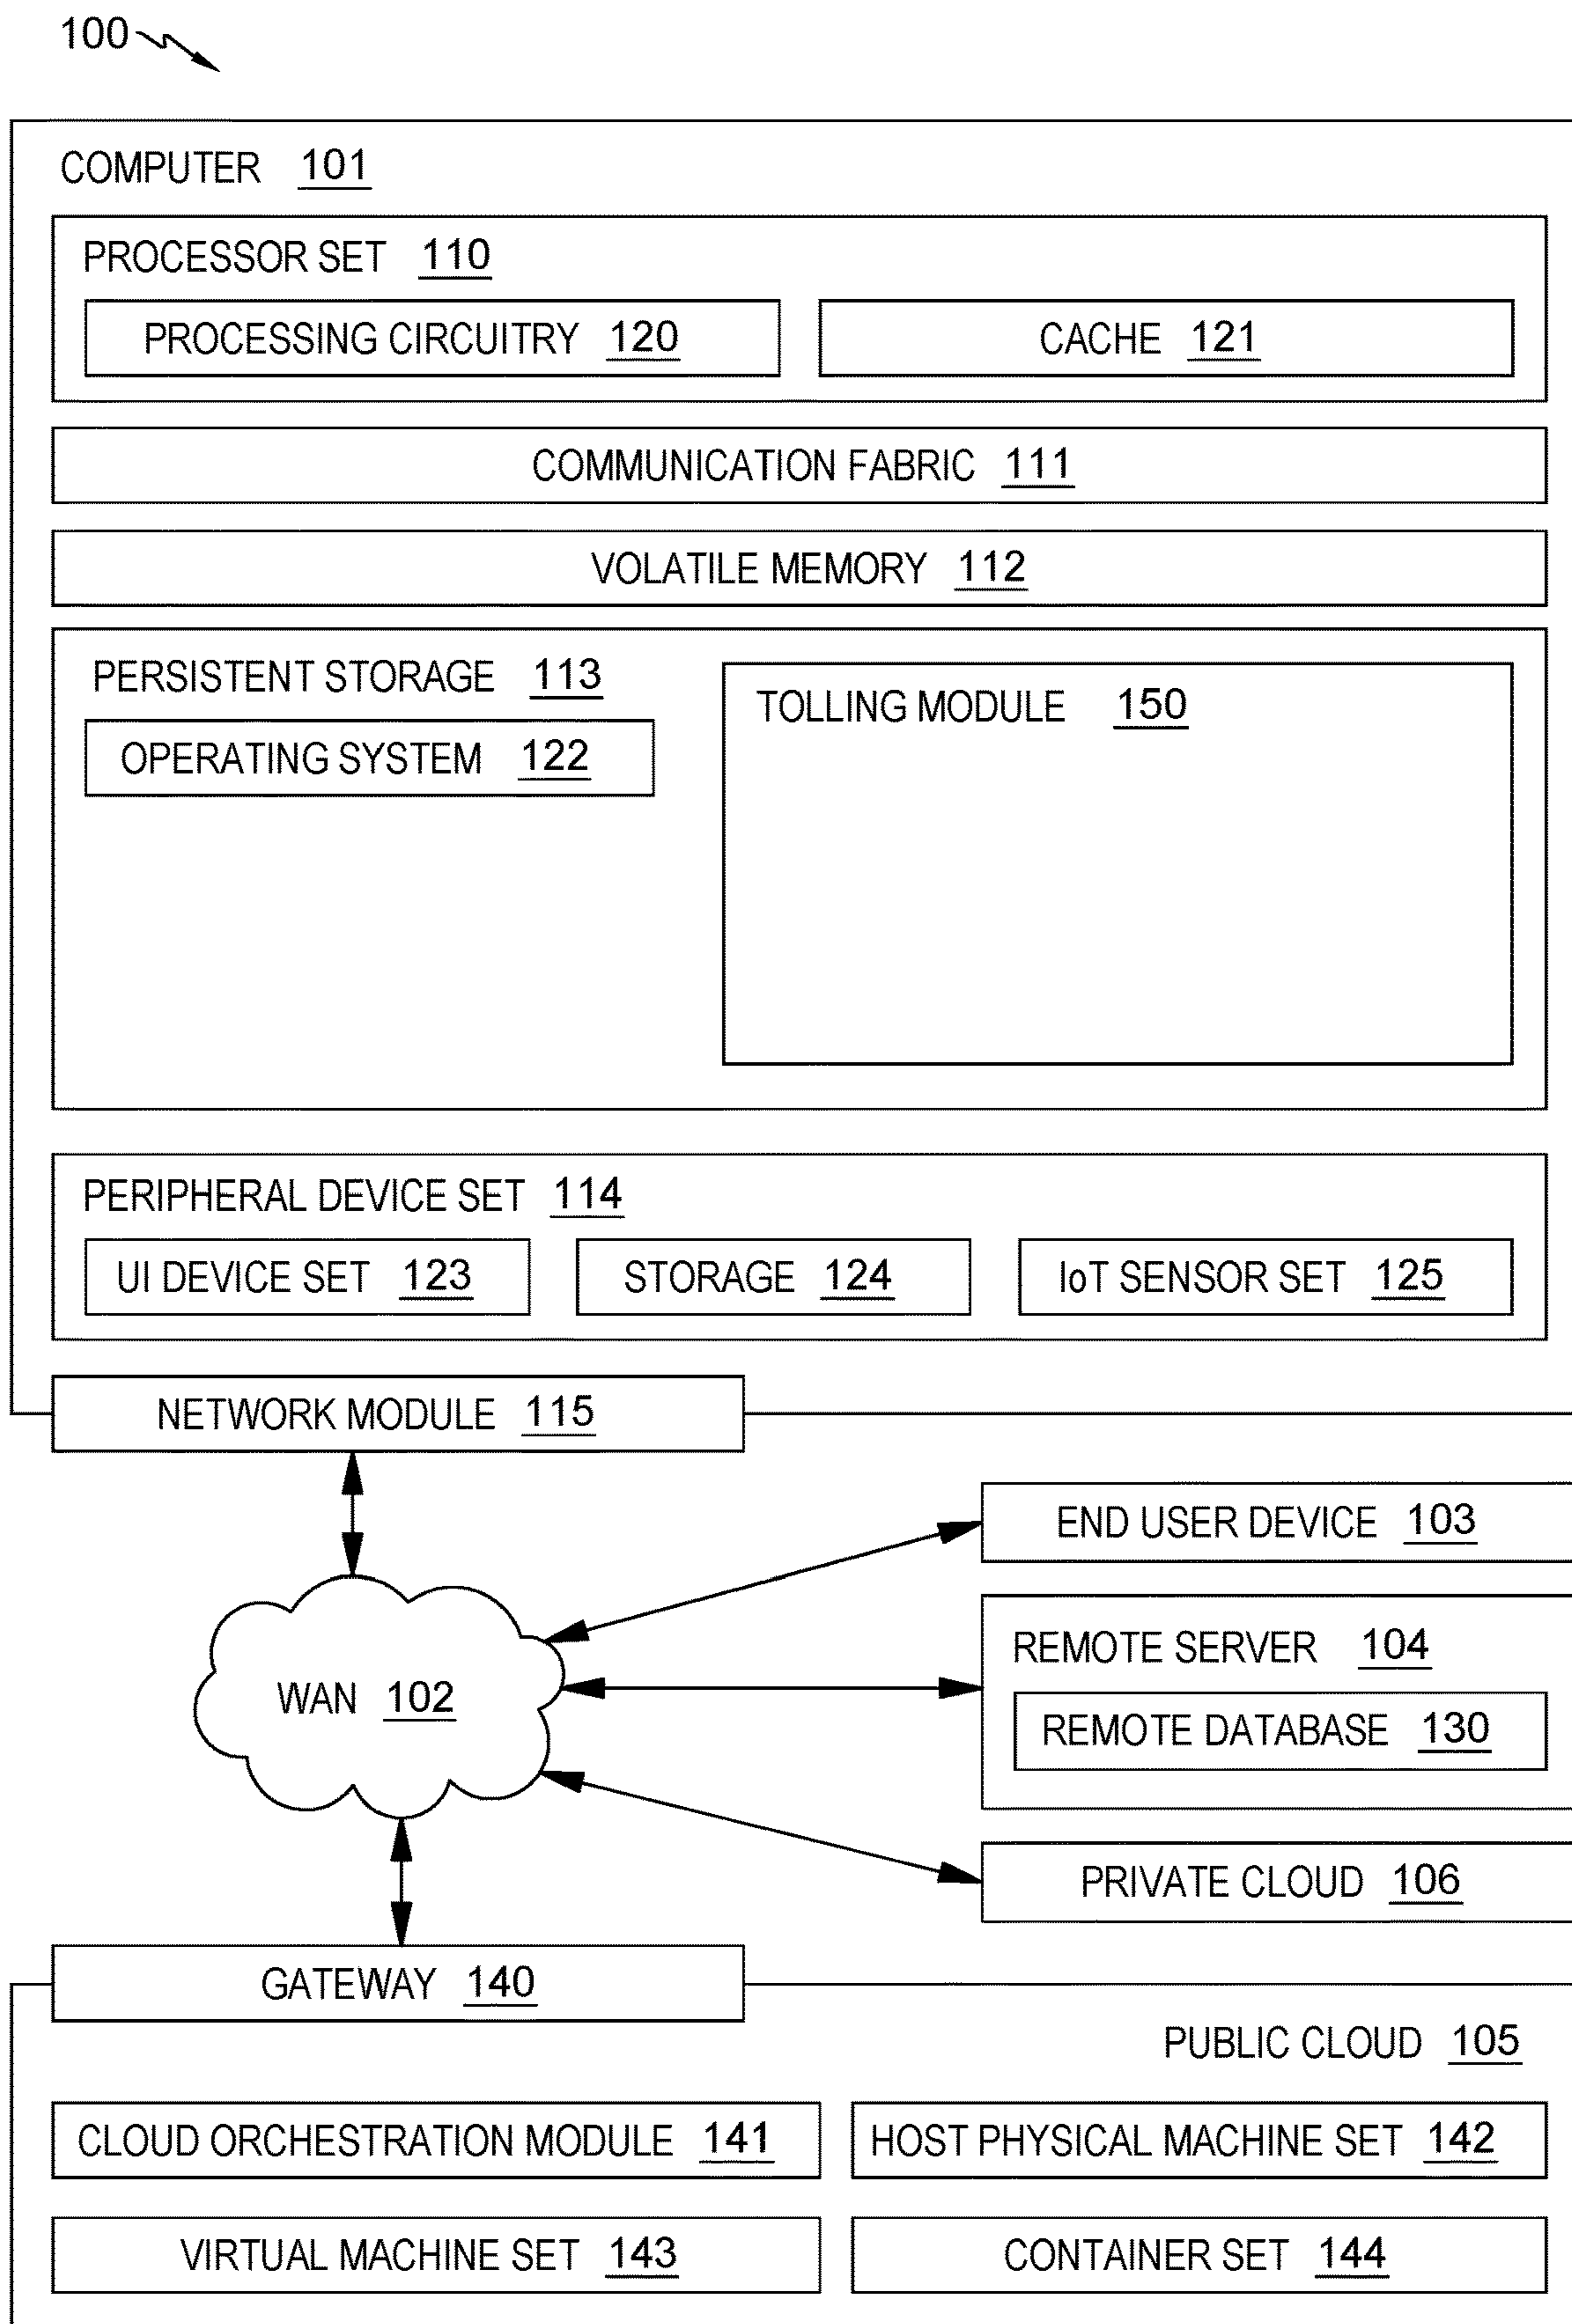 100
COMPUTER 101
PROCESSOR SET 110
PROCESSING CIRCUITRY 120
CACHE 121
COMMUNICATION FABRIC 111
VOLATILE MEMORY 112
PERSISTENT STORAGE 113
OPERATING SYSTEM 122
TOLLING MODULE 150
PERIPHERAL DEVICE SET 114
UI DEVICE SET 123
STORAGE 124
IoT SENSOR SET 125
NETWORK MODULE 115
END USER DEVICE 103
REMOTE SERVER 104
REMOTE DATABASE 130
WAN 102
PRIVATE CLOUD 106
GATEWAY 140
PUBLIC CLOUD 105
CLOUD ORCHESTRATION MODULE 141
HOST PHYSICAL MACHINE SET 142
VIRTUAL MACHINE SET 143
CONTAINER SET 144